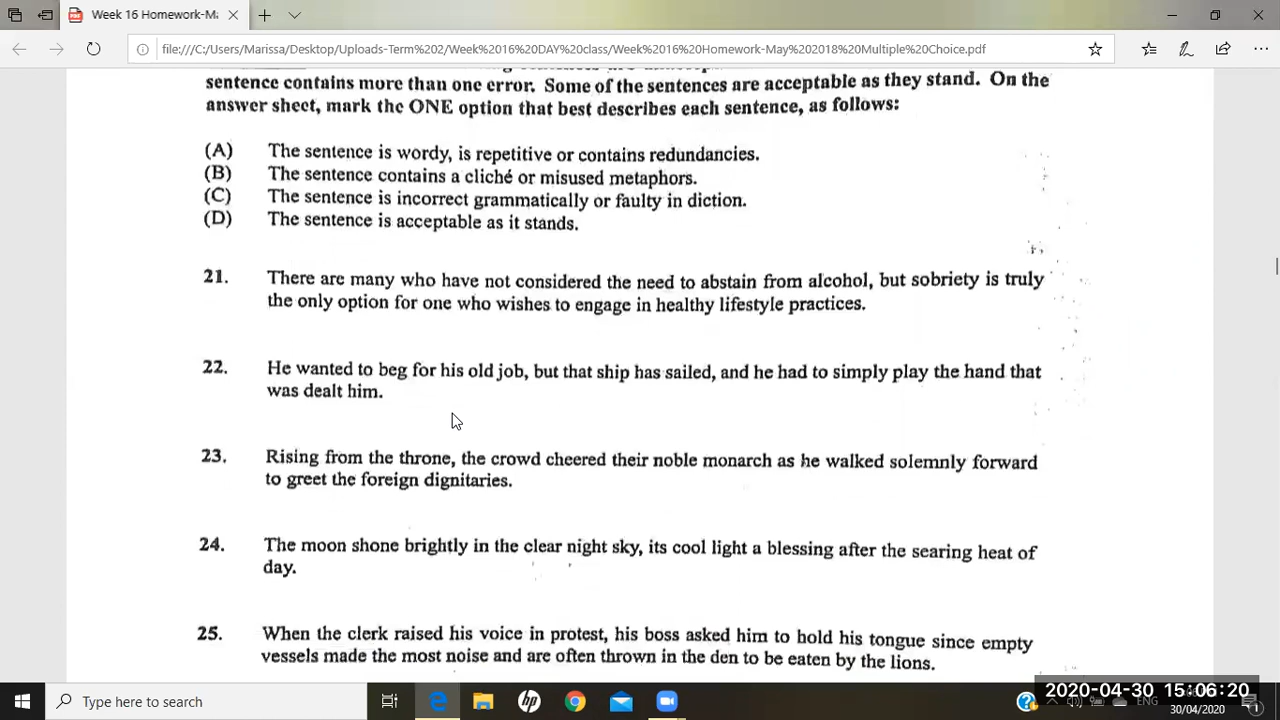 Week 16 Homework-Ma
file:///C:/Users/Marissa/Desktop/Uploads-Term%202/Week%2016%20DAY%20class/Week%2016%20Homework-May%202018%20Multiple%20Choice.pdf
sentence contains more than one error. Some of the sentences are acceptable as they stand. On the
answer sheet, mark the ONE option that best describes each sentence, as follows:
(A) The sentence is wordy, is repetitive or contains redundancies.
(B) The sentence contains a cliché or misused metaphors.
(C) The sentence is incorrect grammatically or faulty in diction.
(D) The sentence is acceptable as it stands.
21. There are many who have not considered the need to abstain from alcohol, but sobriety is truly
the only option for one who wishes to engage in healthy lifestyle practices.
22. He wanted to beg for his old job, but that ship has sailed, and he had to simply play the hand that
was dealt him.
23. Rising from the throne, the crowd cheered their noble monarch as he walked solemnly forward
to greet the foreign dignitaries.
24. The moon shone brightly in the clear night sky, its cool light a blessing after the searing heat of
day.
25. When the clerk raised his voice in protest, his boss asked him to hold his tongue since empty
vessels made the most noise and are often thrown in the den to be eaten by the lions.
Type here to search
ENG
2020-04-30 15:06:20
30/04/2020